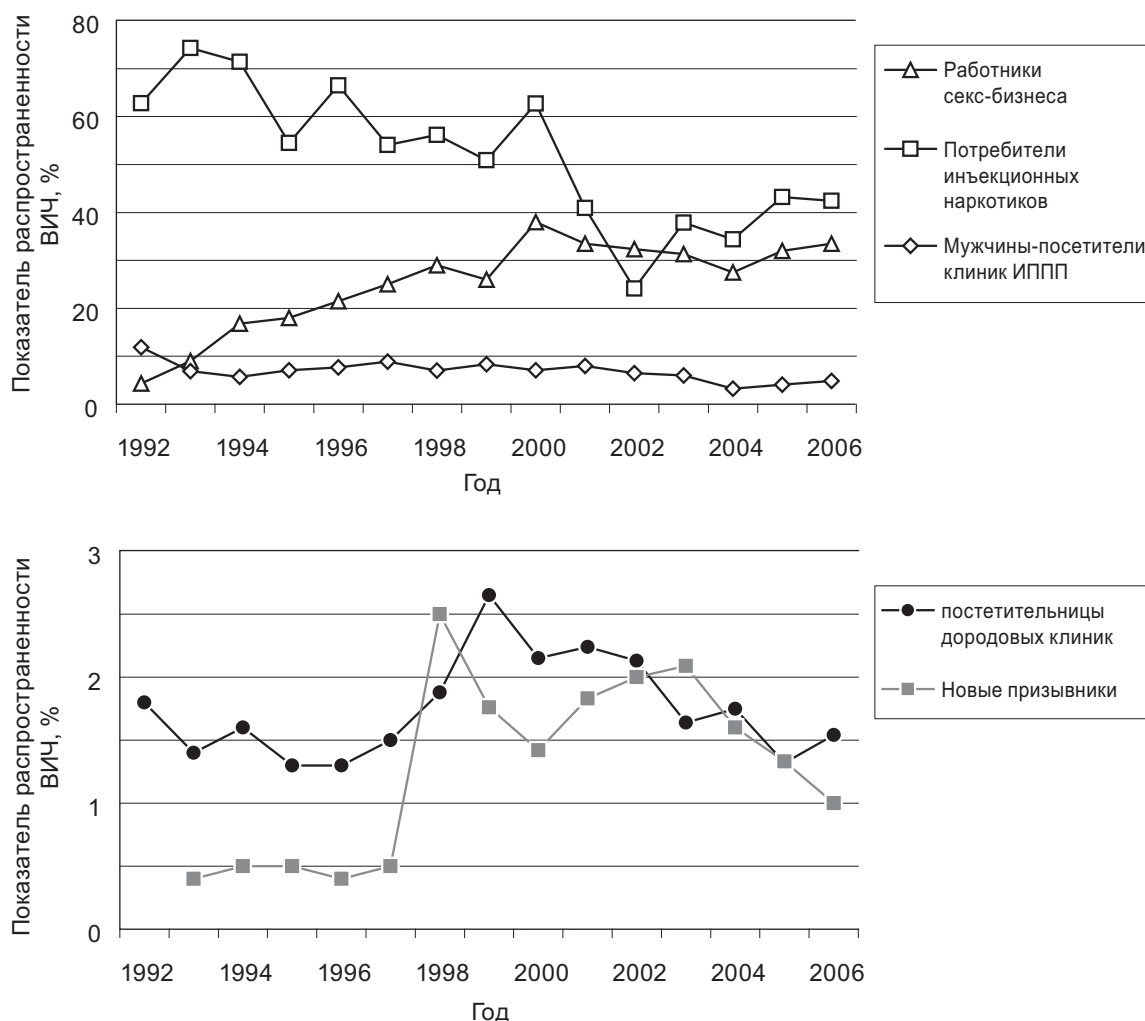 Показатель распространенности
ВИЧ, %
80
60
40
20
0
1992 1994 1996 1998 2000 2002 2004 2006
Год
Работники
секс-бизнеса
Потребители
инъекционных
наркотиков
Мужчины-посетители
клиник ИППП
Показатель распространенности
ВИЧ, %
3
2
1
0
1992 1994 1996 1998 2000 2002 2004 2006
Год
постетительницы
дородовых клиник
Новые призывники